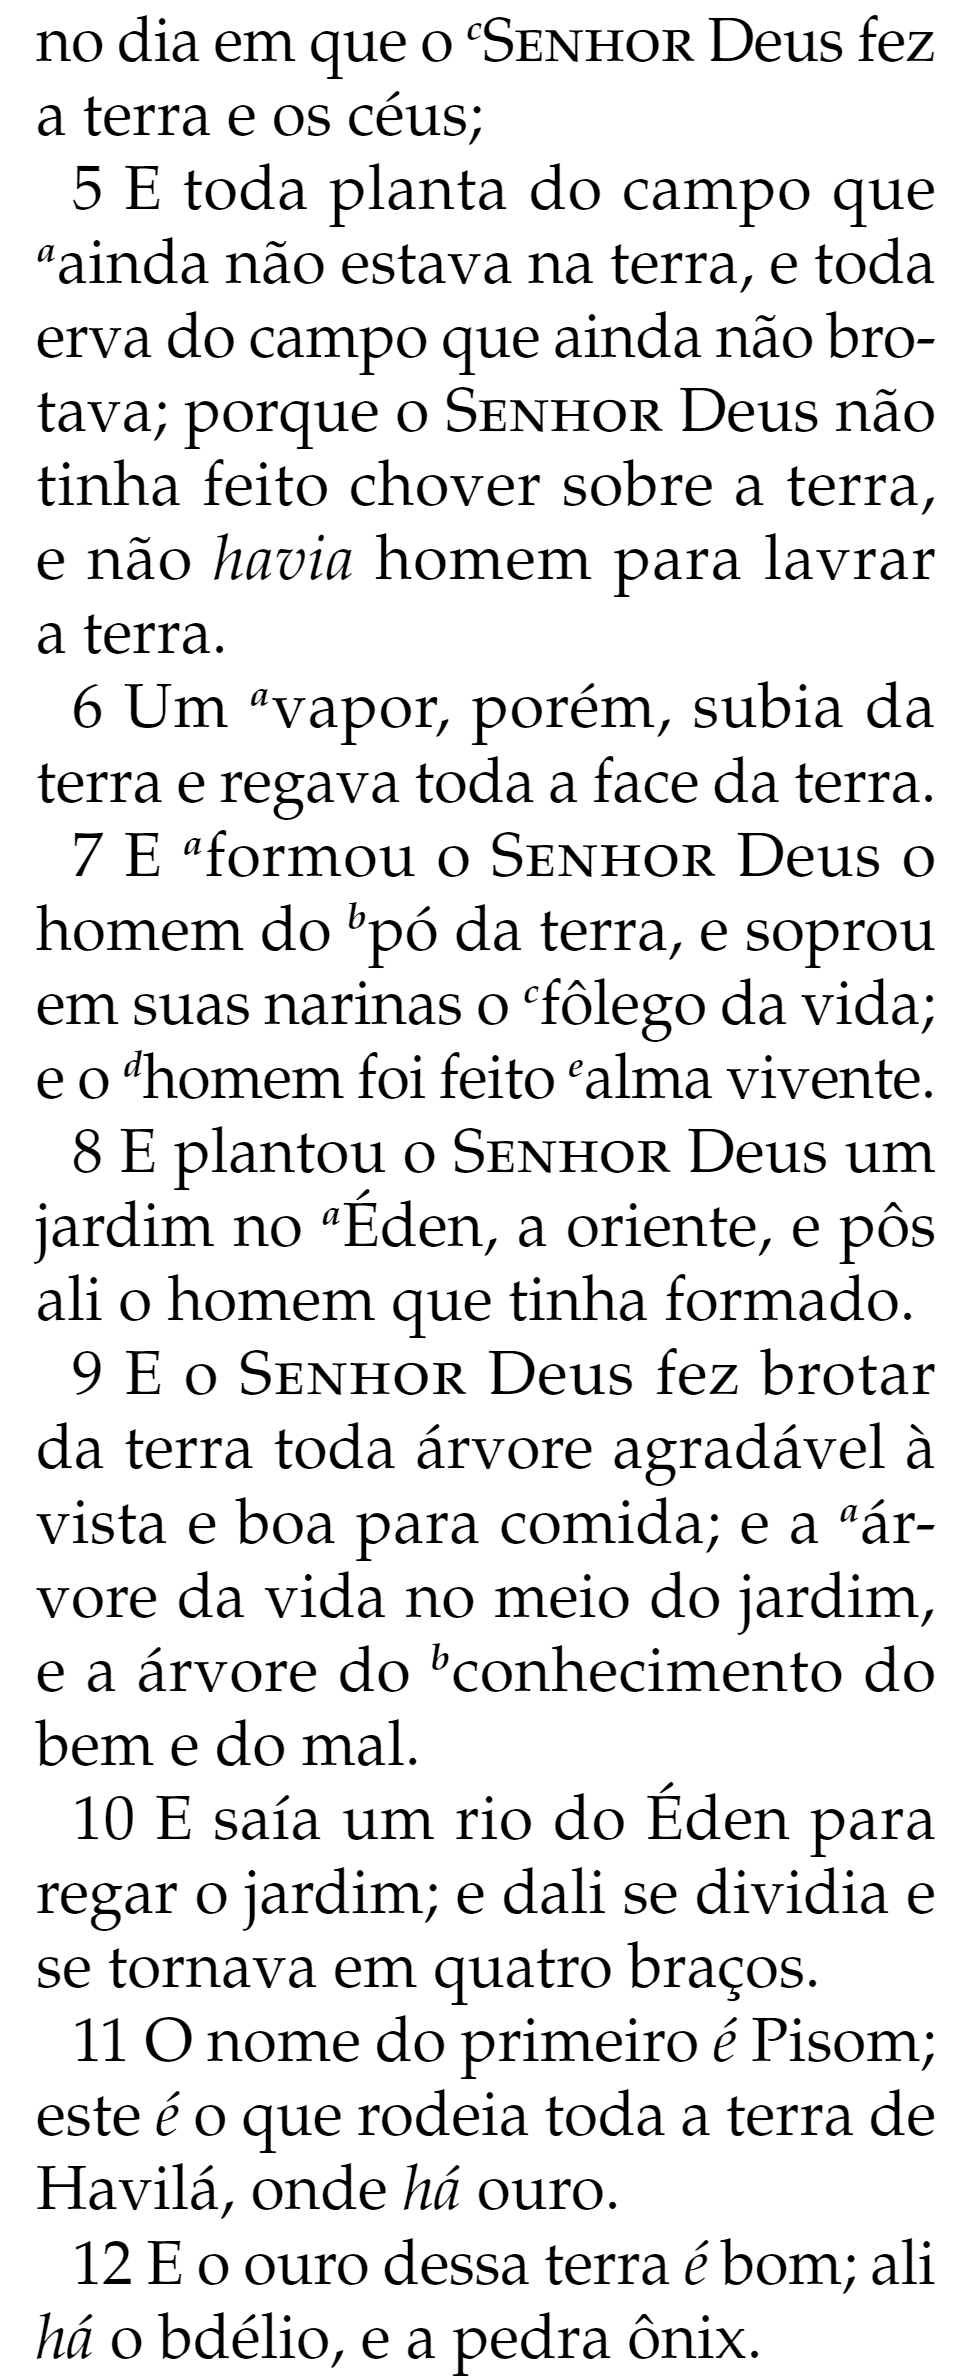 no dia em que o cSENHOR Deus fez
a terra e os céus;
5 E toda planta do campo que
aainda não estava na terra, e toda
erva do campo que ainda não bro-
tava; porque o SENHOR Deus não
tinha feito chover sobre a terra,
e não havia homem para lavrar
a terra.
6 Um avapor, porém, subia da
terra e regava toda a face da terra.
7 E aformou o SENHOR Deus o
homem do bpó da terra, e soprou
em suas narinas o cfôlego da vida;
e o dhomem foi feito ealma vivente.
8 E plantou o SENHOR Deus um
jardim no aÉden, a oriente, e pôs
ali o homem que tinha formado.
9 E o SENHOR Deus fez brotar
da terra toda árvore agradável à
vista e boa para comida; e a aár-
vore da vida no meio do jardim,
e a árvore do bconhecimento do
bem e do mal.
10 E saía um rio do Éden para
regar o jardim; e dali se dividia e
se tornava em quatro braços.
11 O nome do primeiro é Pisom;
este é o que rodeia toda a terra de
Havilá, onde há ouro.
12 E o ouro dessa terra é bom; ali
há o bdélio, e a pedra ônix.